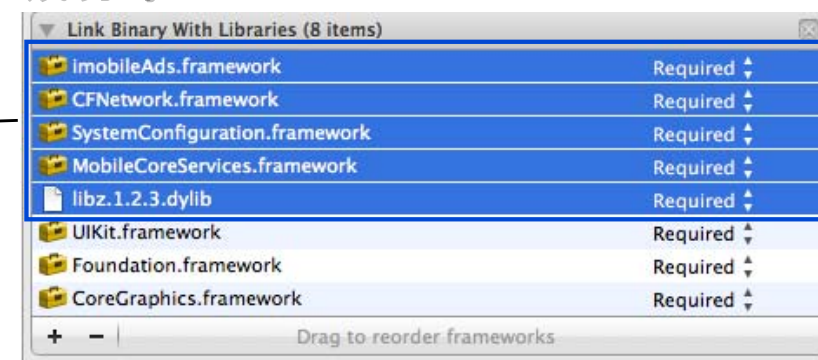 Link Binary With Libraries (8 items)
imobileAds.framework Required
CFNetwork.framework Required
SystemConfiguration.framework Required
MobileCoreServices.framework Required
libz.1.2.3.dylib Required
UIKit.framework Required
Foundation.framework Required
CoreGraphics.framework Required
+ − Drag to reorder frameworks